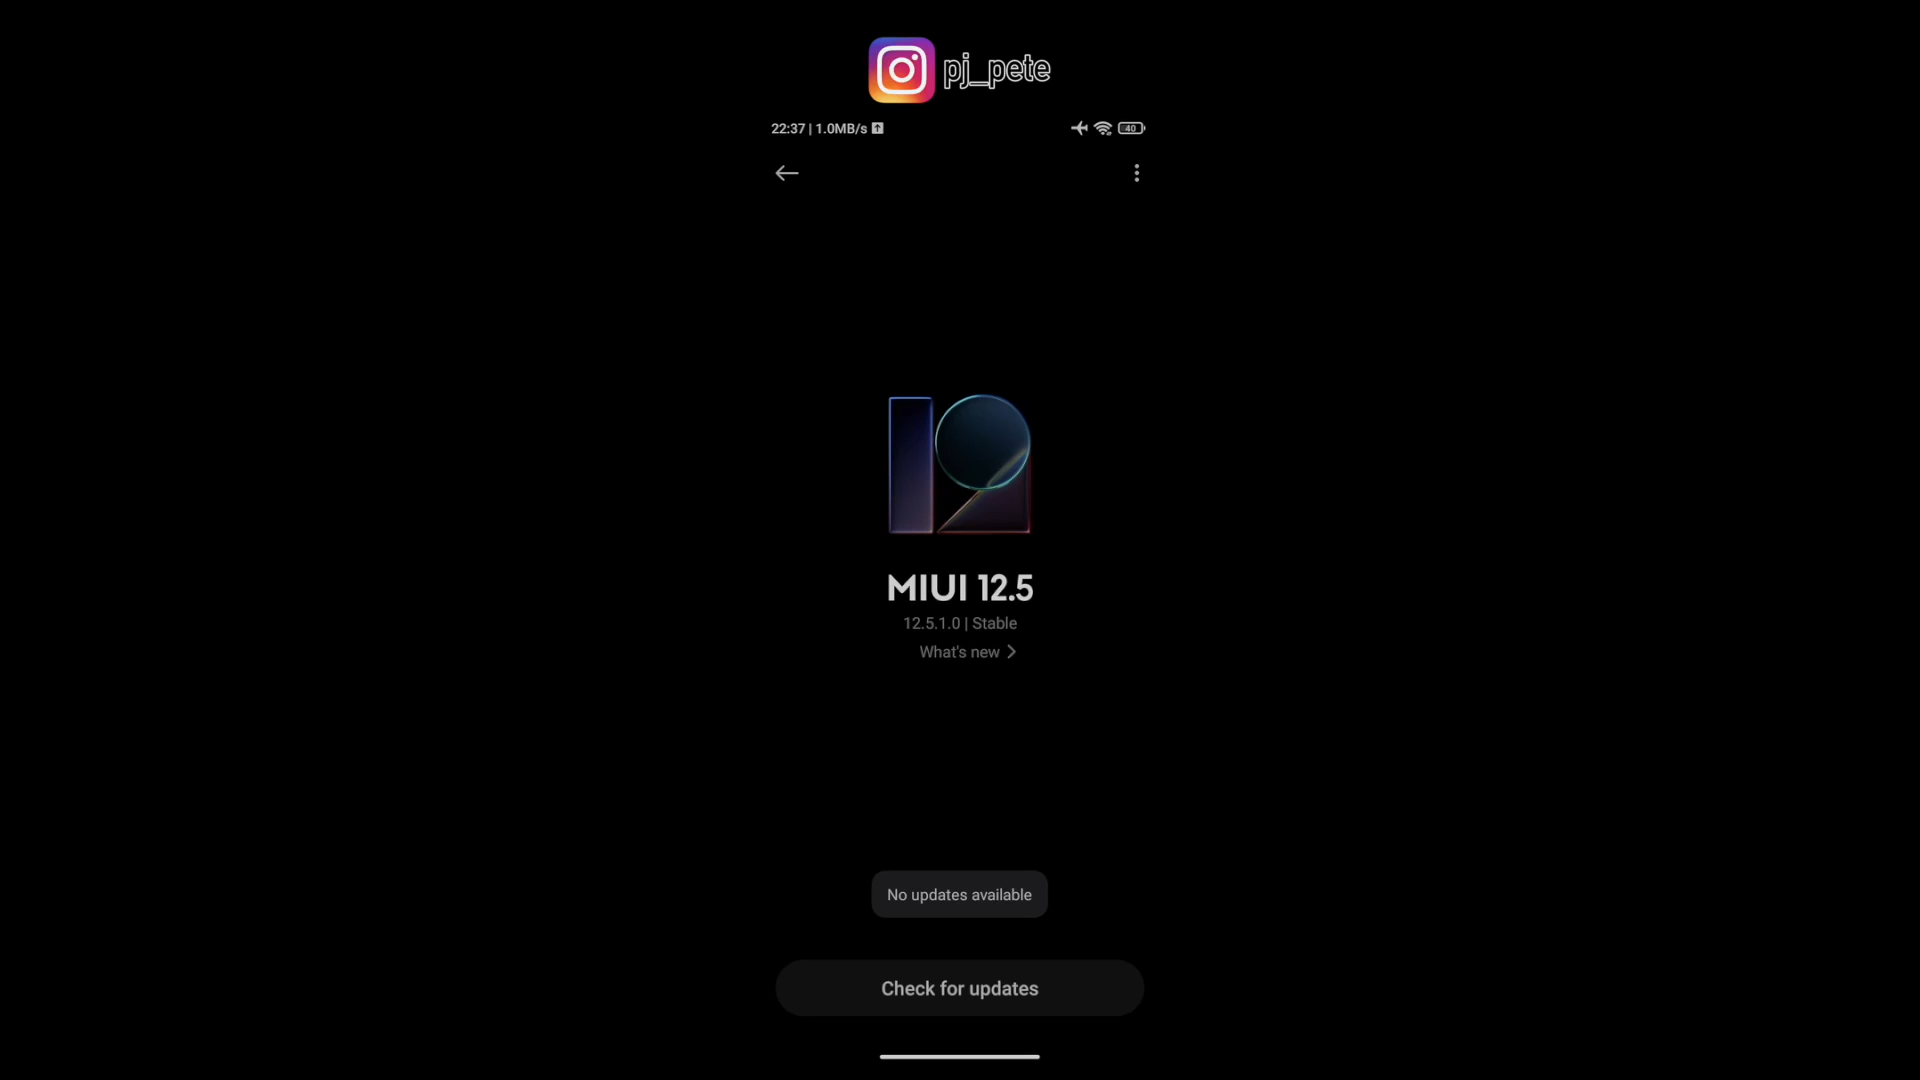 pj_pete
22:37 | 1.0MB/s
40
MIUI 12.5
12.5.1.0 | Stable
What's new
No updates available
Check for updates